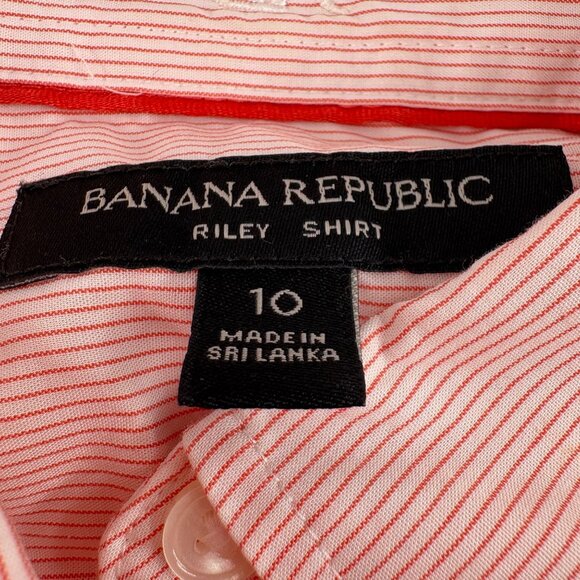 BANANA REPUBLIC
RILEY SHIRT
10
MADE IN
SRI LANKA